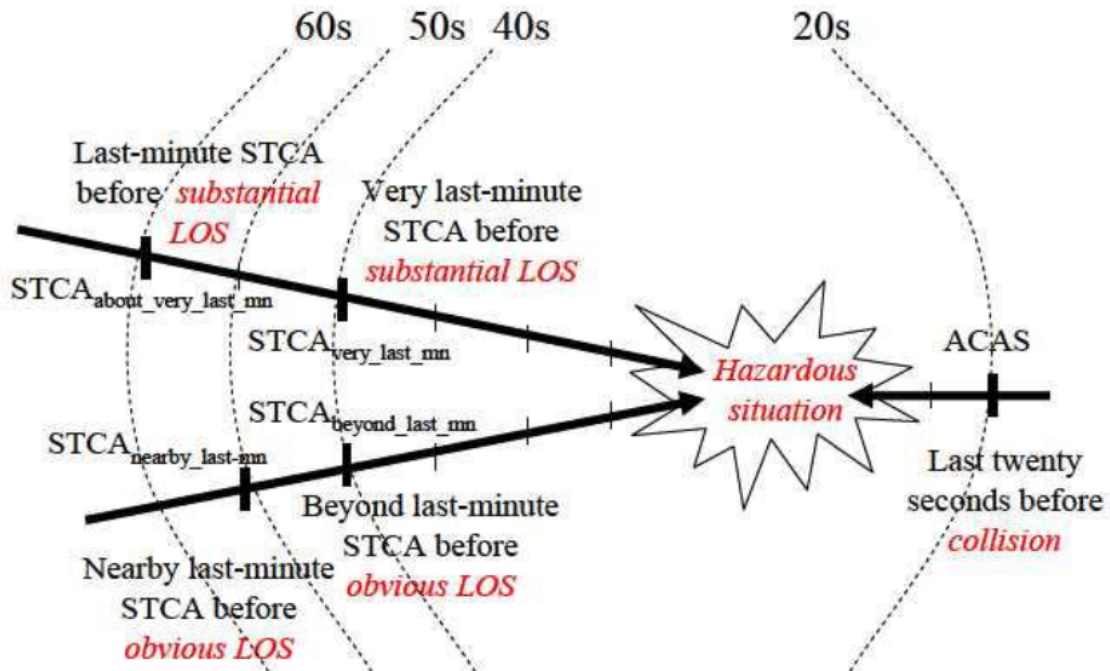 60s 50s 40s 20s
Last-minute STCA
before substantial
LOS
Very last-minute
STCA before
substantial LOS
STCAabout_very_last_mn
STCAvery_last_mn
ACAS
Hazardous
situation
STCAbeyond_last_mn
STCAnearby_last-mn
Last twenty
seconds before
collision
Beyond last-minute
STCA before
obvious LOS
Nearby last-minute
STCA before
obvious LOS